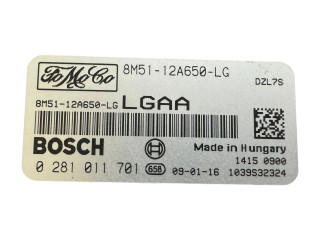 FoMoCo 8M51-12A650-LG
DZL7S
8M51-12A650-LG LGAA
BOSCH Made in Hungary
1415 0900
0 281 011 701 658 09-01-16 1039S32324